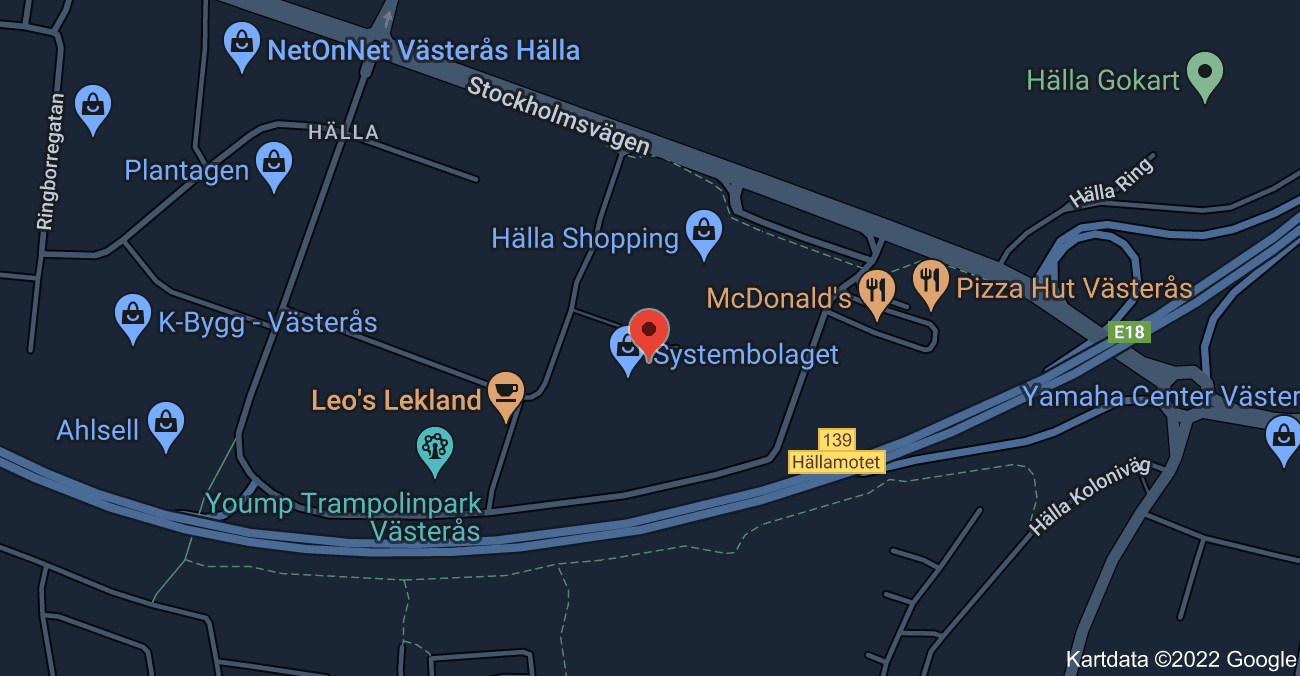 NetOnNet Västerås Hälla
Stockholmsvägen
Hälla Gokart
Ringborregatan
HÄLLA
Plantagen
Hälla Ring
Hälla Shopping
McDonald's
Pizza Hut Västerås
K-Bygg - Västerås
E18
Systembolaget
Leo's Lekland
Yamaha Center Väster
Ahlsell
139
Hällamotet
Hälla Koloniväg
Yoump Trampolinpark
Västerås
Kartdata ©2022 Google